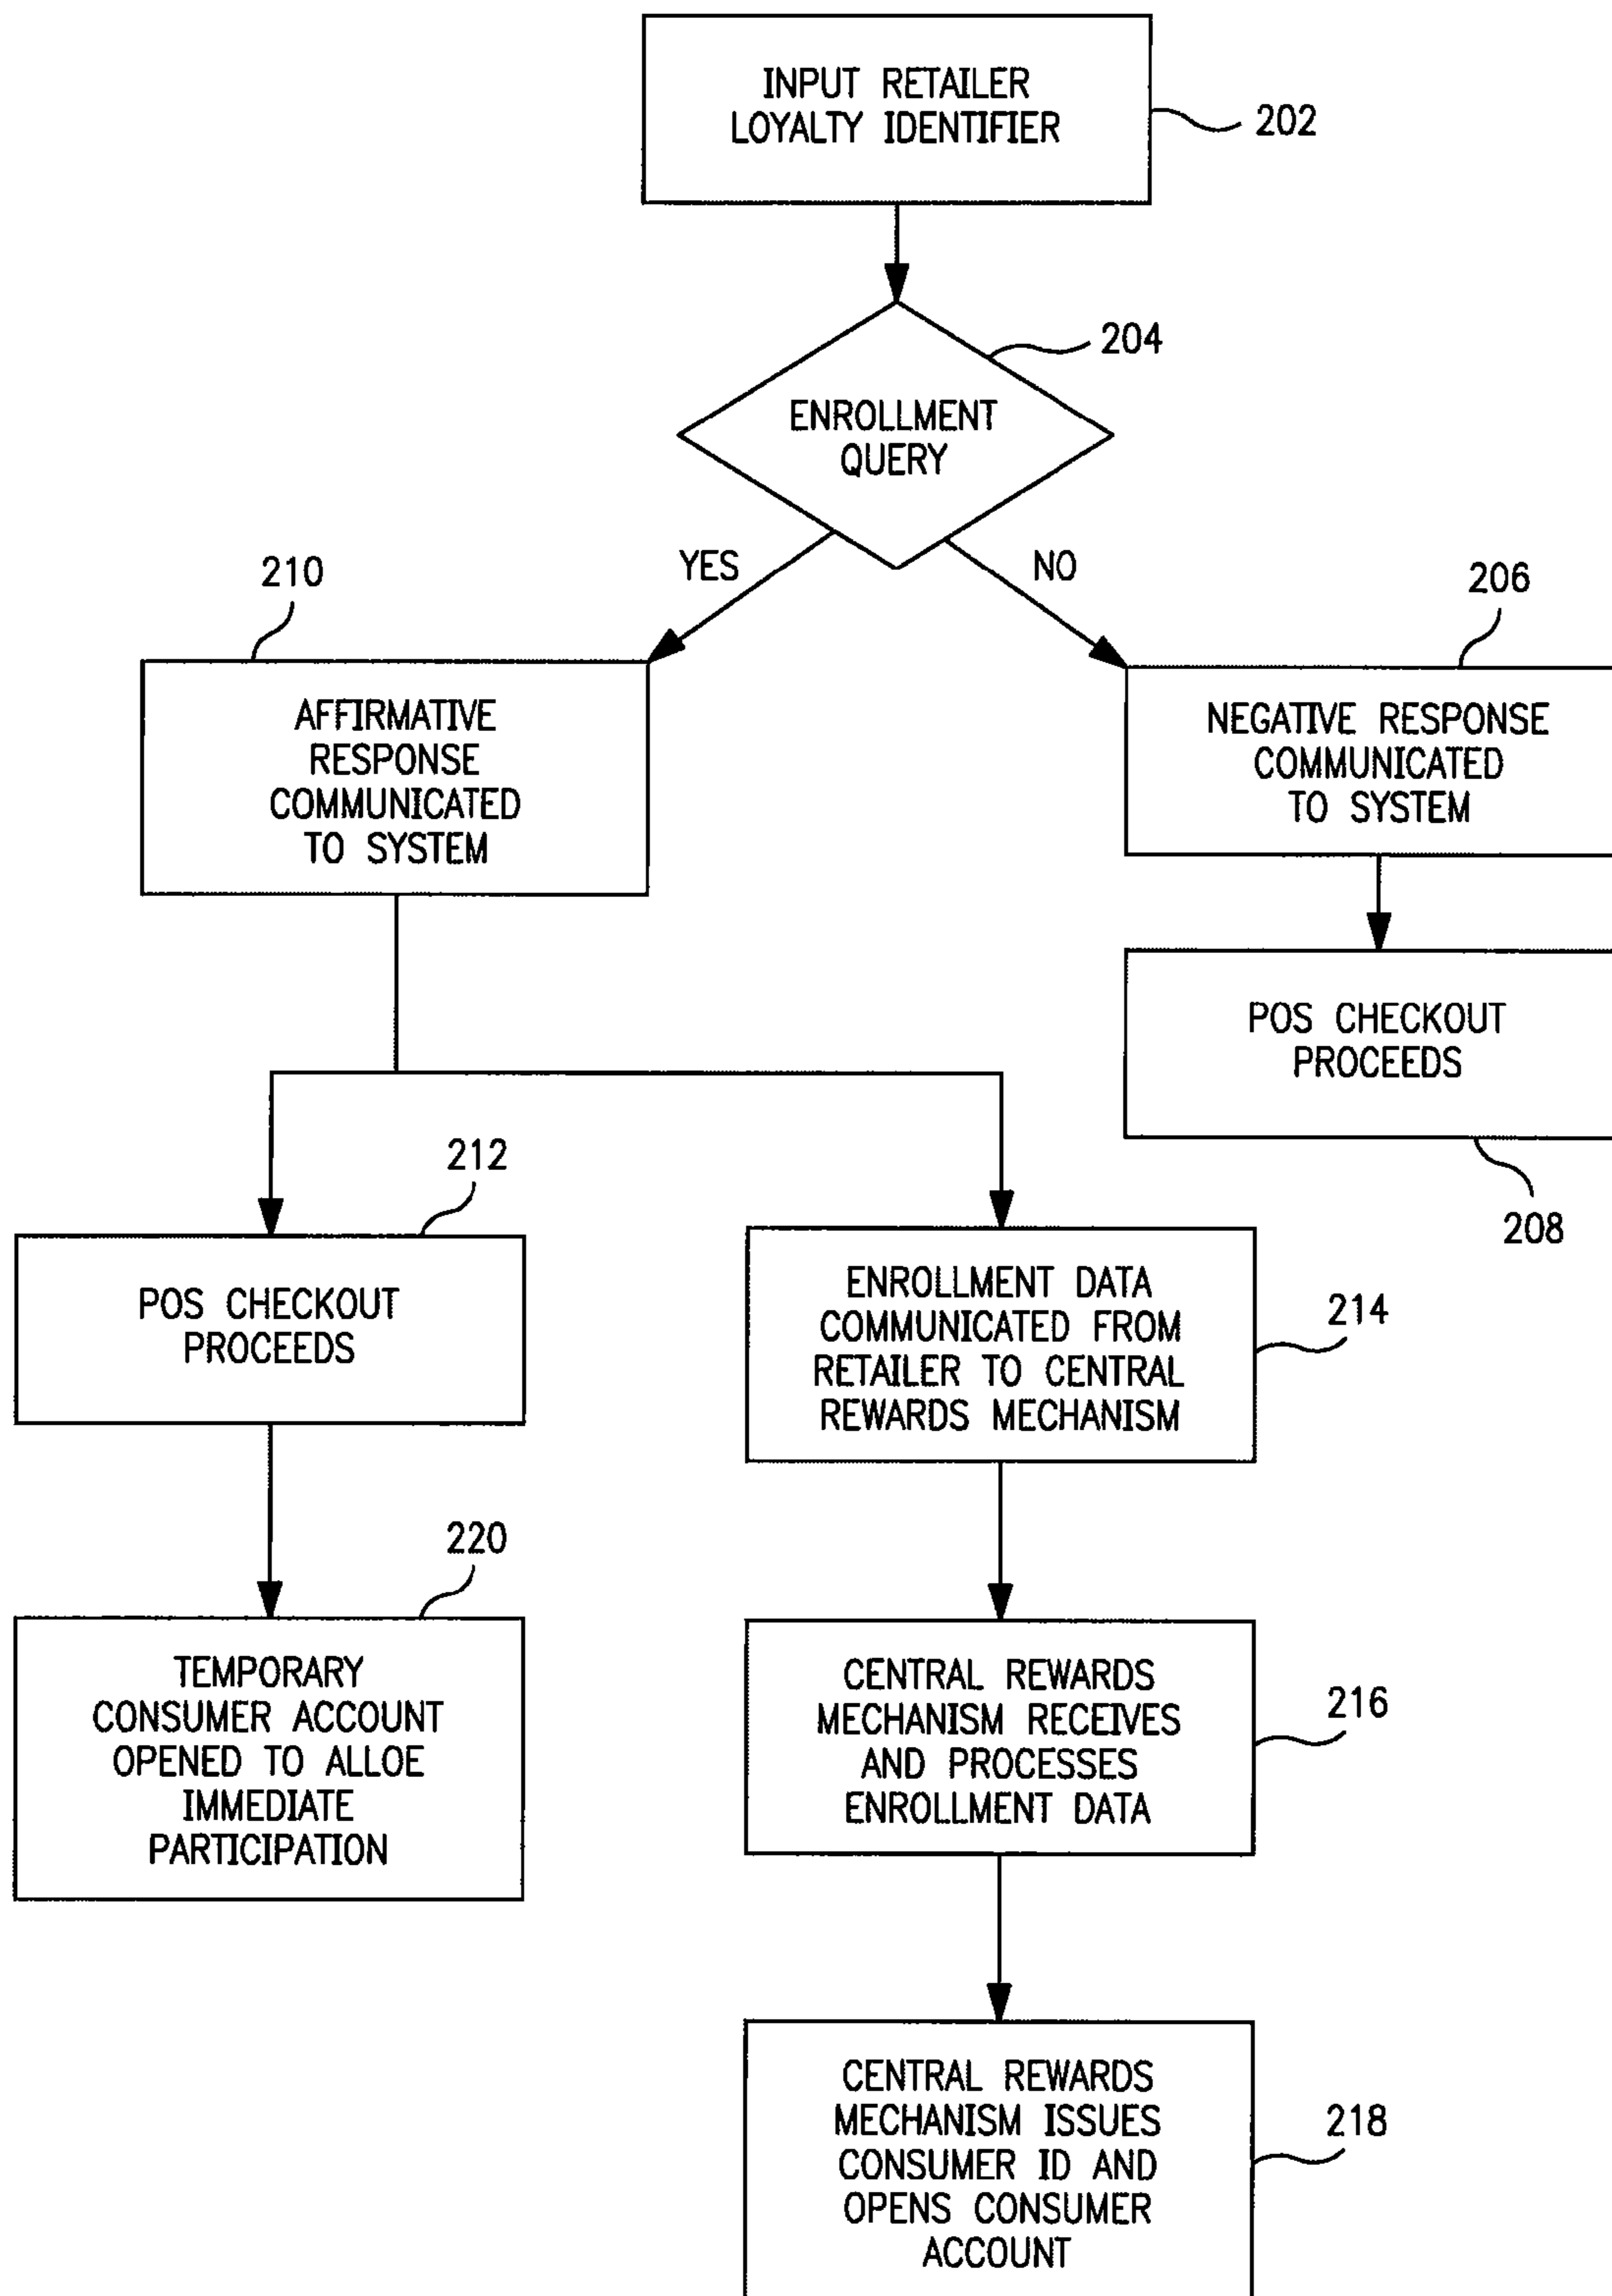 INPUT RETAILER
LOYALTY IDENTIFIER
202
204
ENROLLMENT
QUERY
YES
NO
210
206
AFFIRMATIVE
RESPONSE
COMMUNICATED
TO SYSTEM
NEGATIVE RESPONSE
COMMUNICATED
TO SYSTEM
POS CHECKOUT
PROCEEDS
208
212
POS CHECKOUT
PROCEEDS
ENROLLMENT DATA
COMMUNICATED FROM
RETAILER TO CENTRAL
REWARDS MECHANISM
214
220
TEMPORARY
CONSUMER ACCOUNT
OPENED TO ALLOE
IMMEDIATE
PARTICIPATION
CENTRAL REWARDS
MECHANISM RECEIVES
AND PROCESSES
ENROLLMENT DATA
216
CENTRAL REWARDS
MECHANISM ISSUES
CONSUMER ID AND
OPENS CONSUMER
ACCOUNT
218